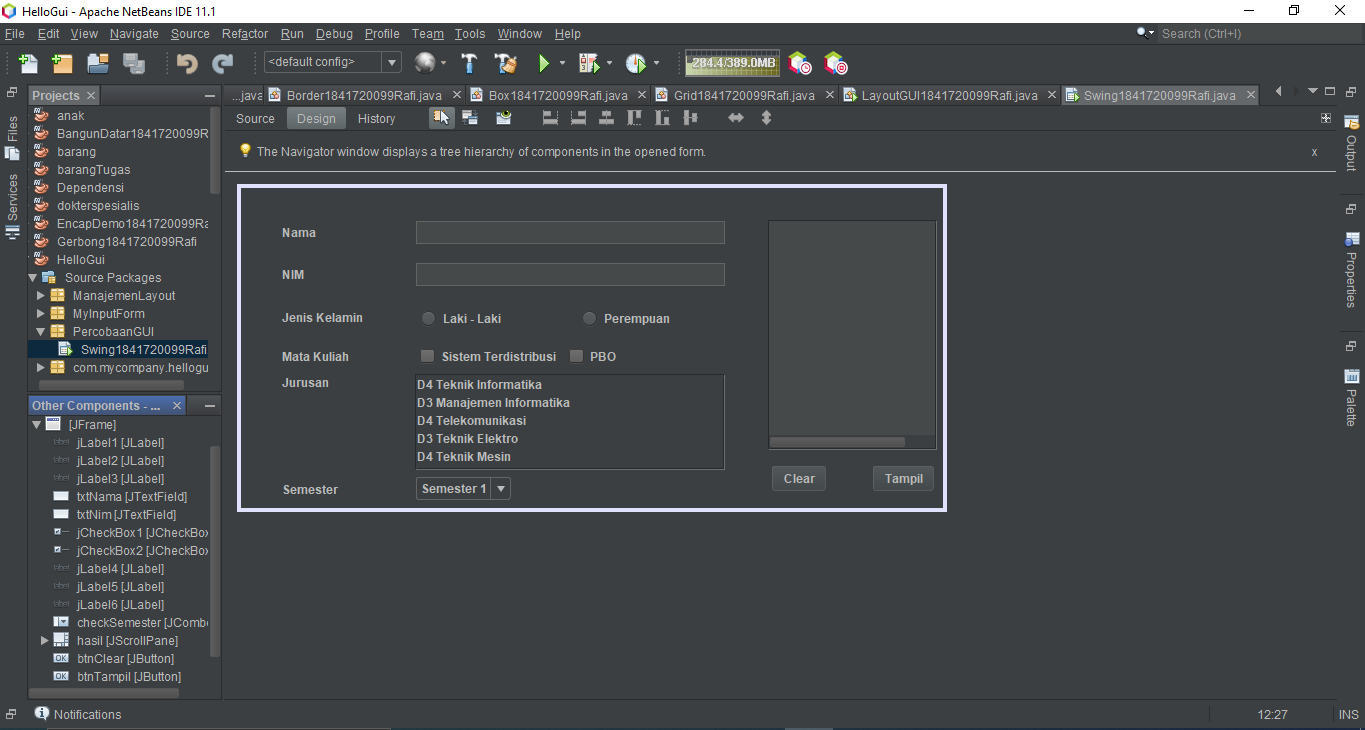 HelloGui - Apache NetBeans IDE 11.1
File Edit View Navigate Source Refactor Run Debug Profile Team Tools Window Help
Search (Ctrl+I)
<default config>
284.4/389.0MB
Projects
...java
Border1841720099Rafi.java
Box1841720099Rafi.java
Grid1841720099Rafi.java
LayoutGUI1841720099Rafi.java
Swing1841720099Rafi.java
Source Design History
The Navigator window displays a tree hierarchy of components in the opened form.
x
Files
Services
anak
BangunDatar1841720099R
barang
barangTugas
Dependensi
dokterspesialis
EncapDemo1841720099Ra
Gerbong1841720099Rafi
HelloGui
Source Packages
ManajemenLayout
MyInputForm
PercobaanGUI
Swing1841720099Rafi
com.mycompany.hellogu
Other Components - ...
[JFrame]
jLabel1 [JLabel]
jLabel2 [JLabel]
jLabel3 [JLabel]
txtNama [JTextField]
txtNim [JTextField]
jCheckBox1 [JCheckBox
jCheckBox2 [JCheckBox
jLabel4 [JLabel]
jLabel5 [JLabel]
jLabel6 [JLabel]
checkSemester [JCombo
hasil [JScrollPane]
btnClear [JButton]
btnTampil [JButton]
Nama
NIM
Jenis Kelamin
Laki - Laki
Perempuan
Mata Kuliah
Sistem Terdistribusi
PBO
Jurusan
D4 Teknik Informatika
D3 Manajemen Informatika
D4 Telekomunikasi
D3 Teknik Elektro
D4 Teknik Mesin
Semester
Semester 1
Clear
Tampil
Output
Properties
Palette
Notifications
12:27
INS